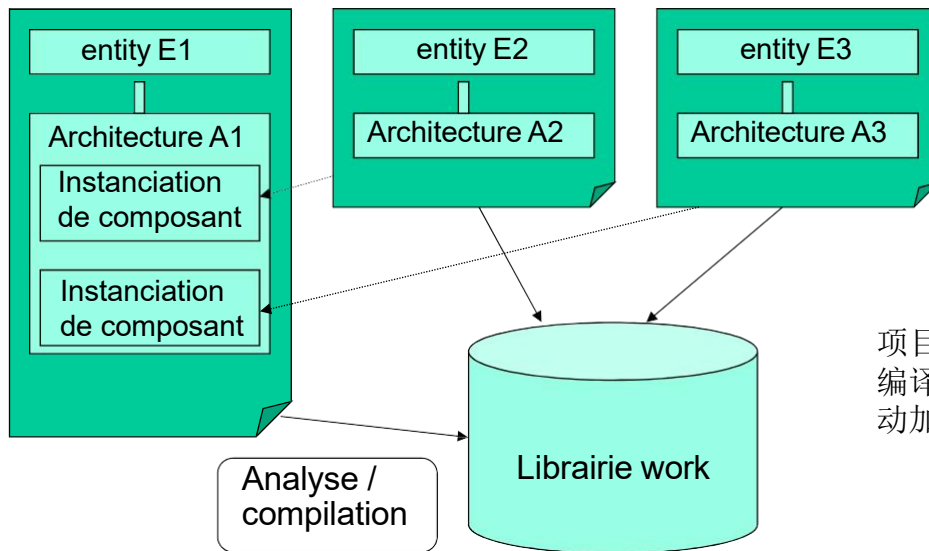 entity E1
Architecture A1
Instanciation
de composant
Instanciation
de composant
entity E2
Architecture A2
entity E3
Architecture A3
Analyse /
compilation
Librairie work
项目
编译
动加